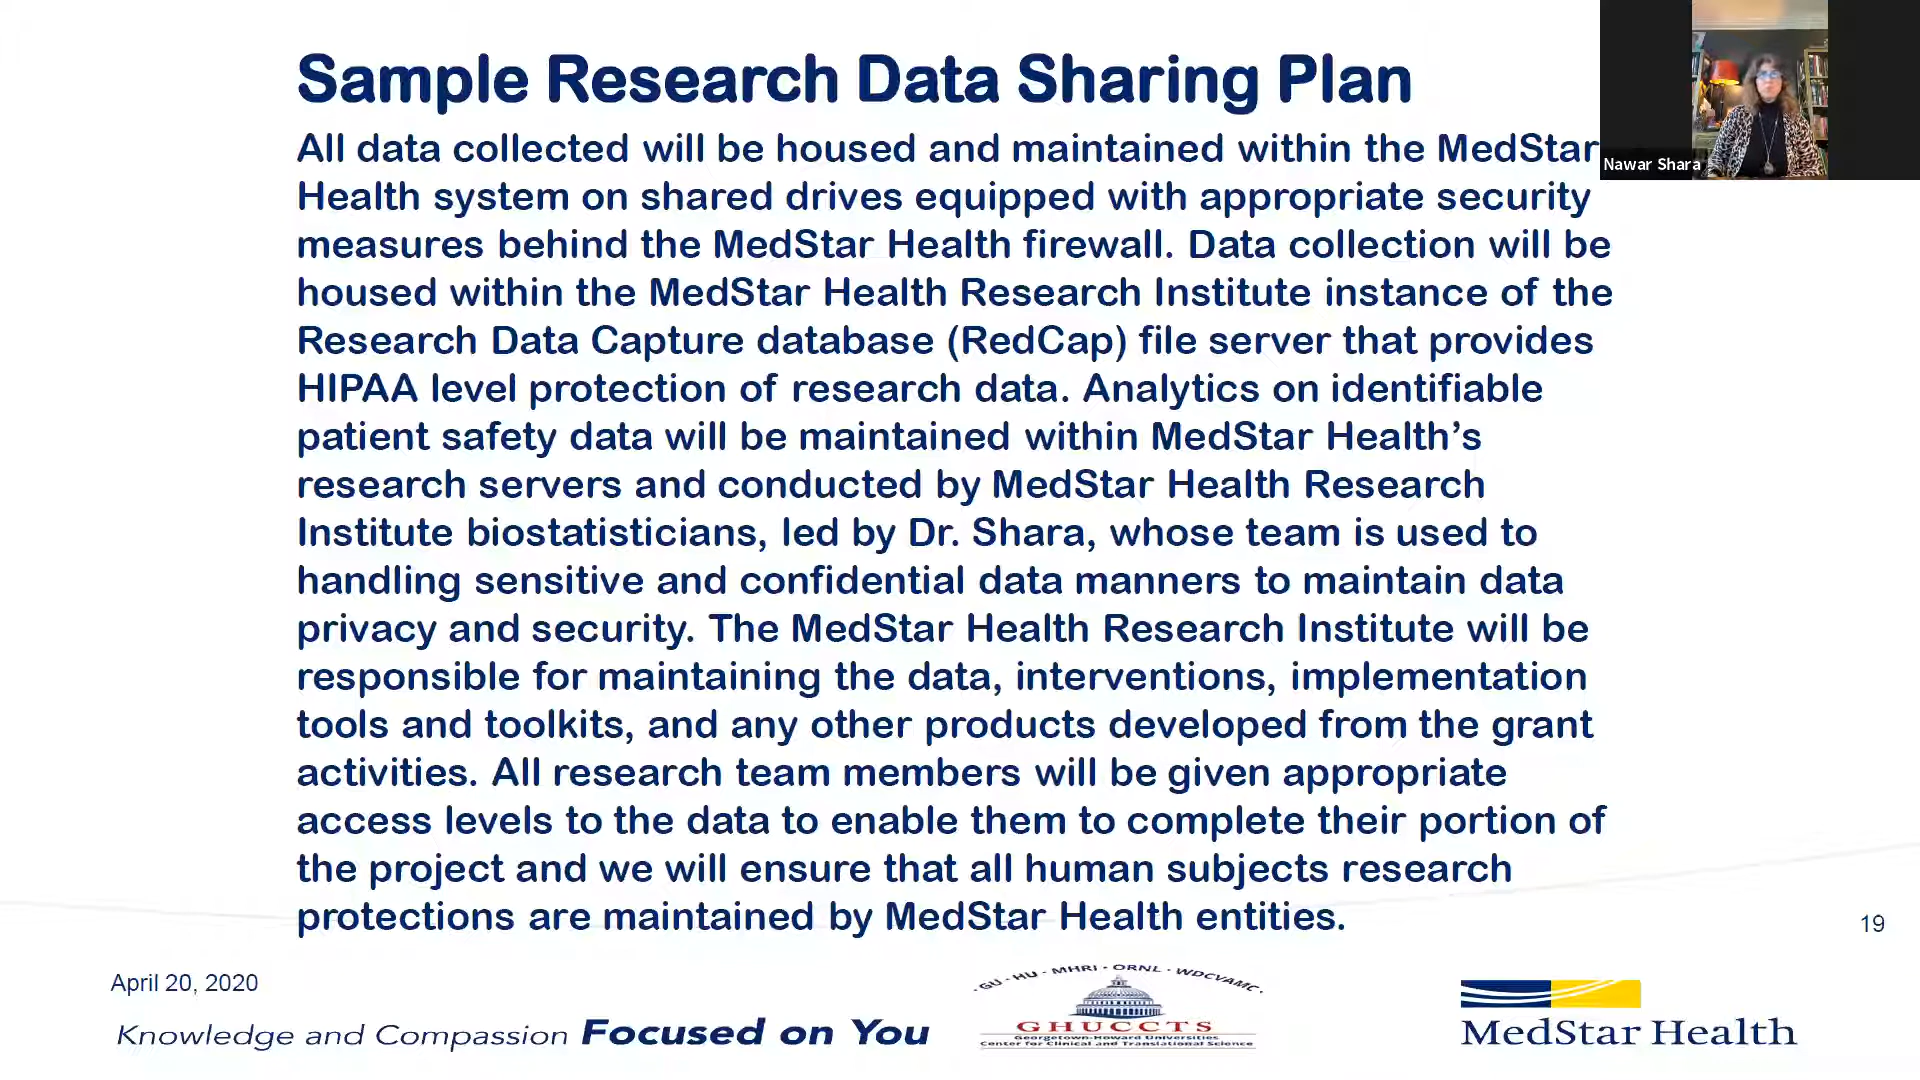 Sample Research Data Sharing Plan
All data collected will be housed and maintained within the MedStar
Health system on shared drives equipped with appropriate security
measures behind the MedStar Health firewall. Data collection will be
housed within the MedStar Health Research Institute instance of the
Research Data Capture database (RedCap) file server that provides
HIPAA level protection of research data. Analytics on identifiable
patient safety data will be maintained within MedStar Health’s
research servers and conducted by MedStar Health Research
Institute biostatisticians, led by Dr. Shara, whose team is used to
handling sensitive and confidential data manners to maintain data
privacy and security. The MedStar Health Research Institute will be
responsible for maintaining the data, interventions, implementation
tools and toolkits, and any other products developed from the grant
activities. All research team members will be given appropriate
access levels to the data to enable them to complete their portion of
the project and we will ensure that all human subjects research
protections are maintained by MedStar Health entities.
Nawar Shara
19
April 20, 2020
Knowledge and Compassion Focused on You
· GU · HU · MHRI · ORNL · WDCVAMC ·
GHUCCTS
Georgetown-Howard Universities
Center for Clinical and Translational Science
MedStar Health